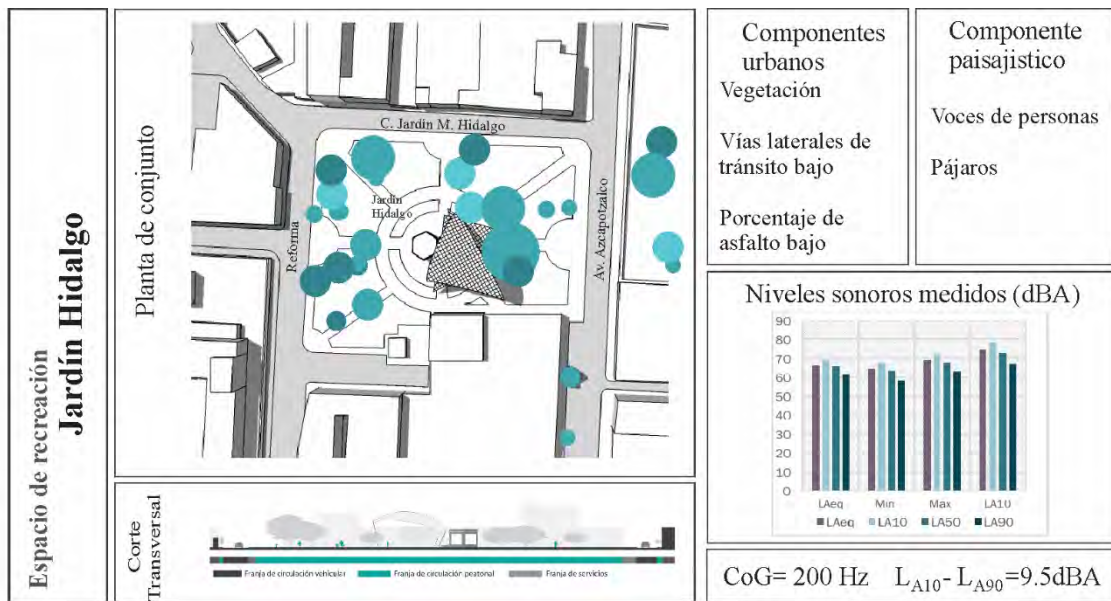 Espacio de recreación
Jardín Hidalgo
Planta de conjunto
C. Jardín M. Hidalgo
Jardín
Hidalgo
Reforma
Av. Azcapotzalco
Corte
Transversal
Franja de circulación vehicular
Franja de circulación peatonal
Franja de servicios
Componentes
urbanos
Vegetación
Vías laterales de
tránsito bajo
Porcentaje de
asfalto bajo
Componente
paisajistico
Voces de personas
Pájaros
Niveles sonoros medidos (dBA)
90
80
70
60
50
40
30
20
10
0
LAeq Min Max LA10
LAeq LA10 LA50 LA90
CoG= 200 Hz LA10- LA90=9.5dBA